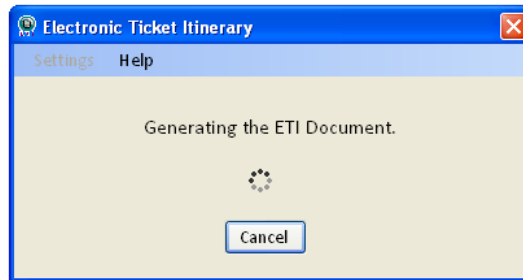 Electronic Ticket Itinerary
Settings Help
Generating the ETI Document.
Cancel